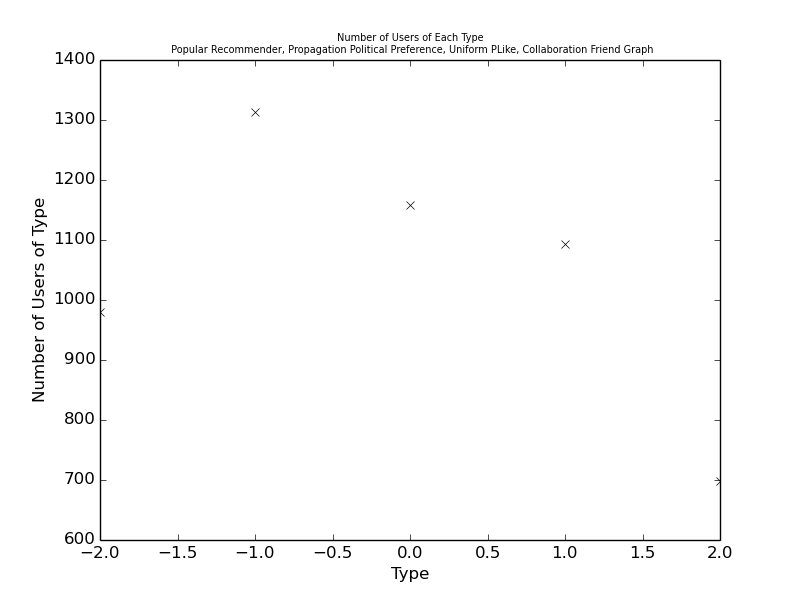 Number of Users of Each Type
Popular Recommender, Propagation Political Preference, Uniform PLike, Collaboration Friend Graph
1400
1300
1200
1100
1000
900
800
700
600
Number of Users of Type
−2.0 −1.5 −1.0 −0.5 0.0 0.5 1.0 1.5 2.0
Type